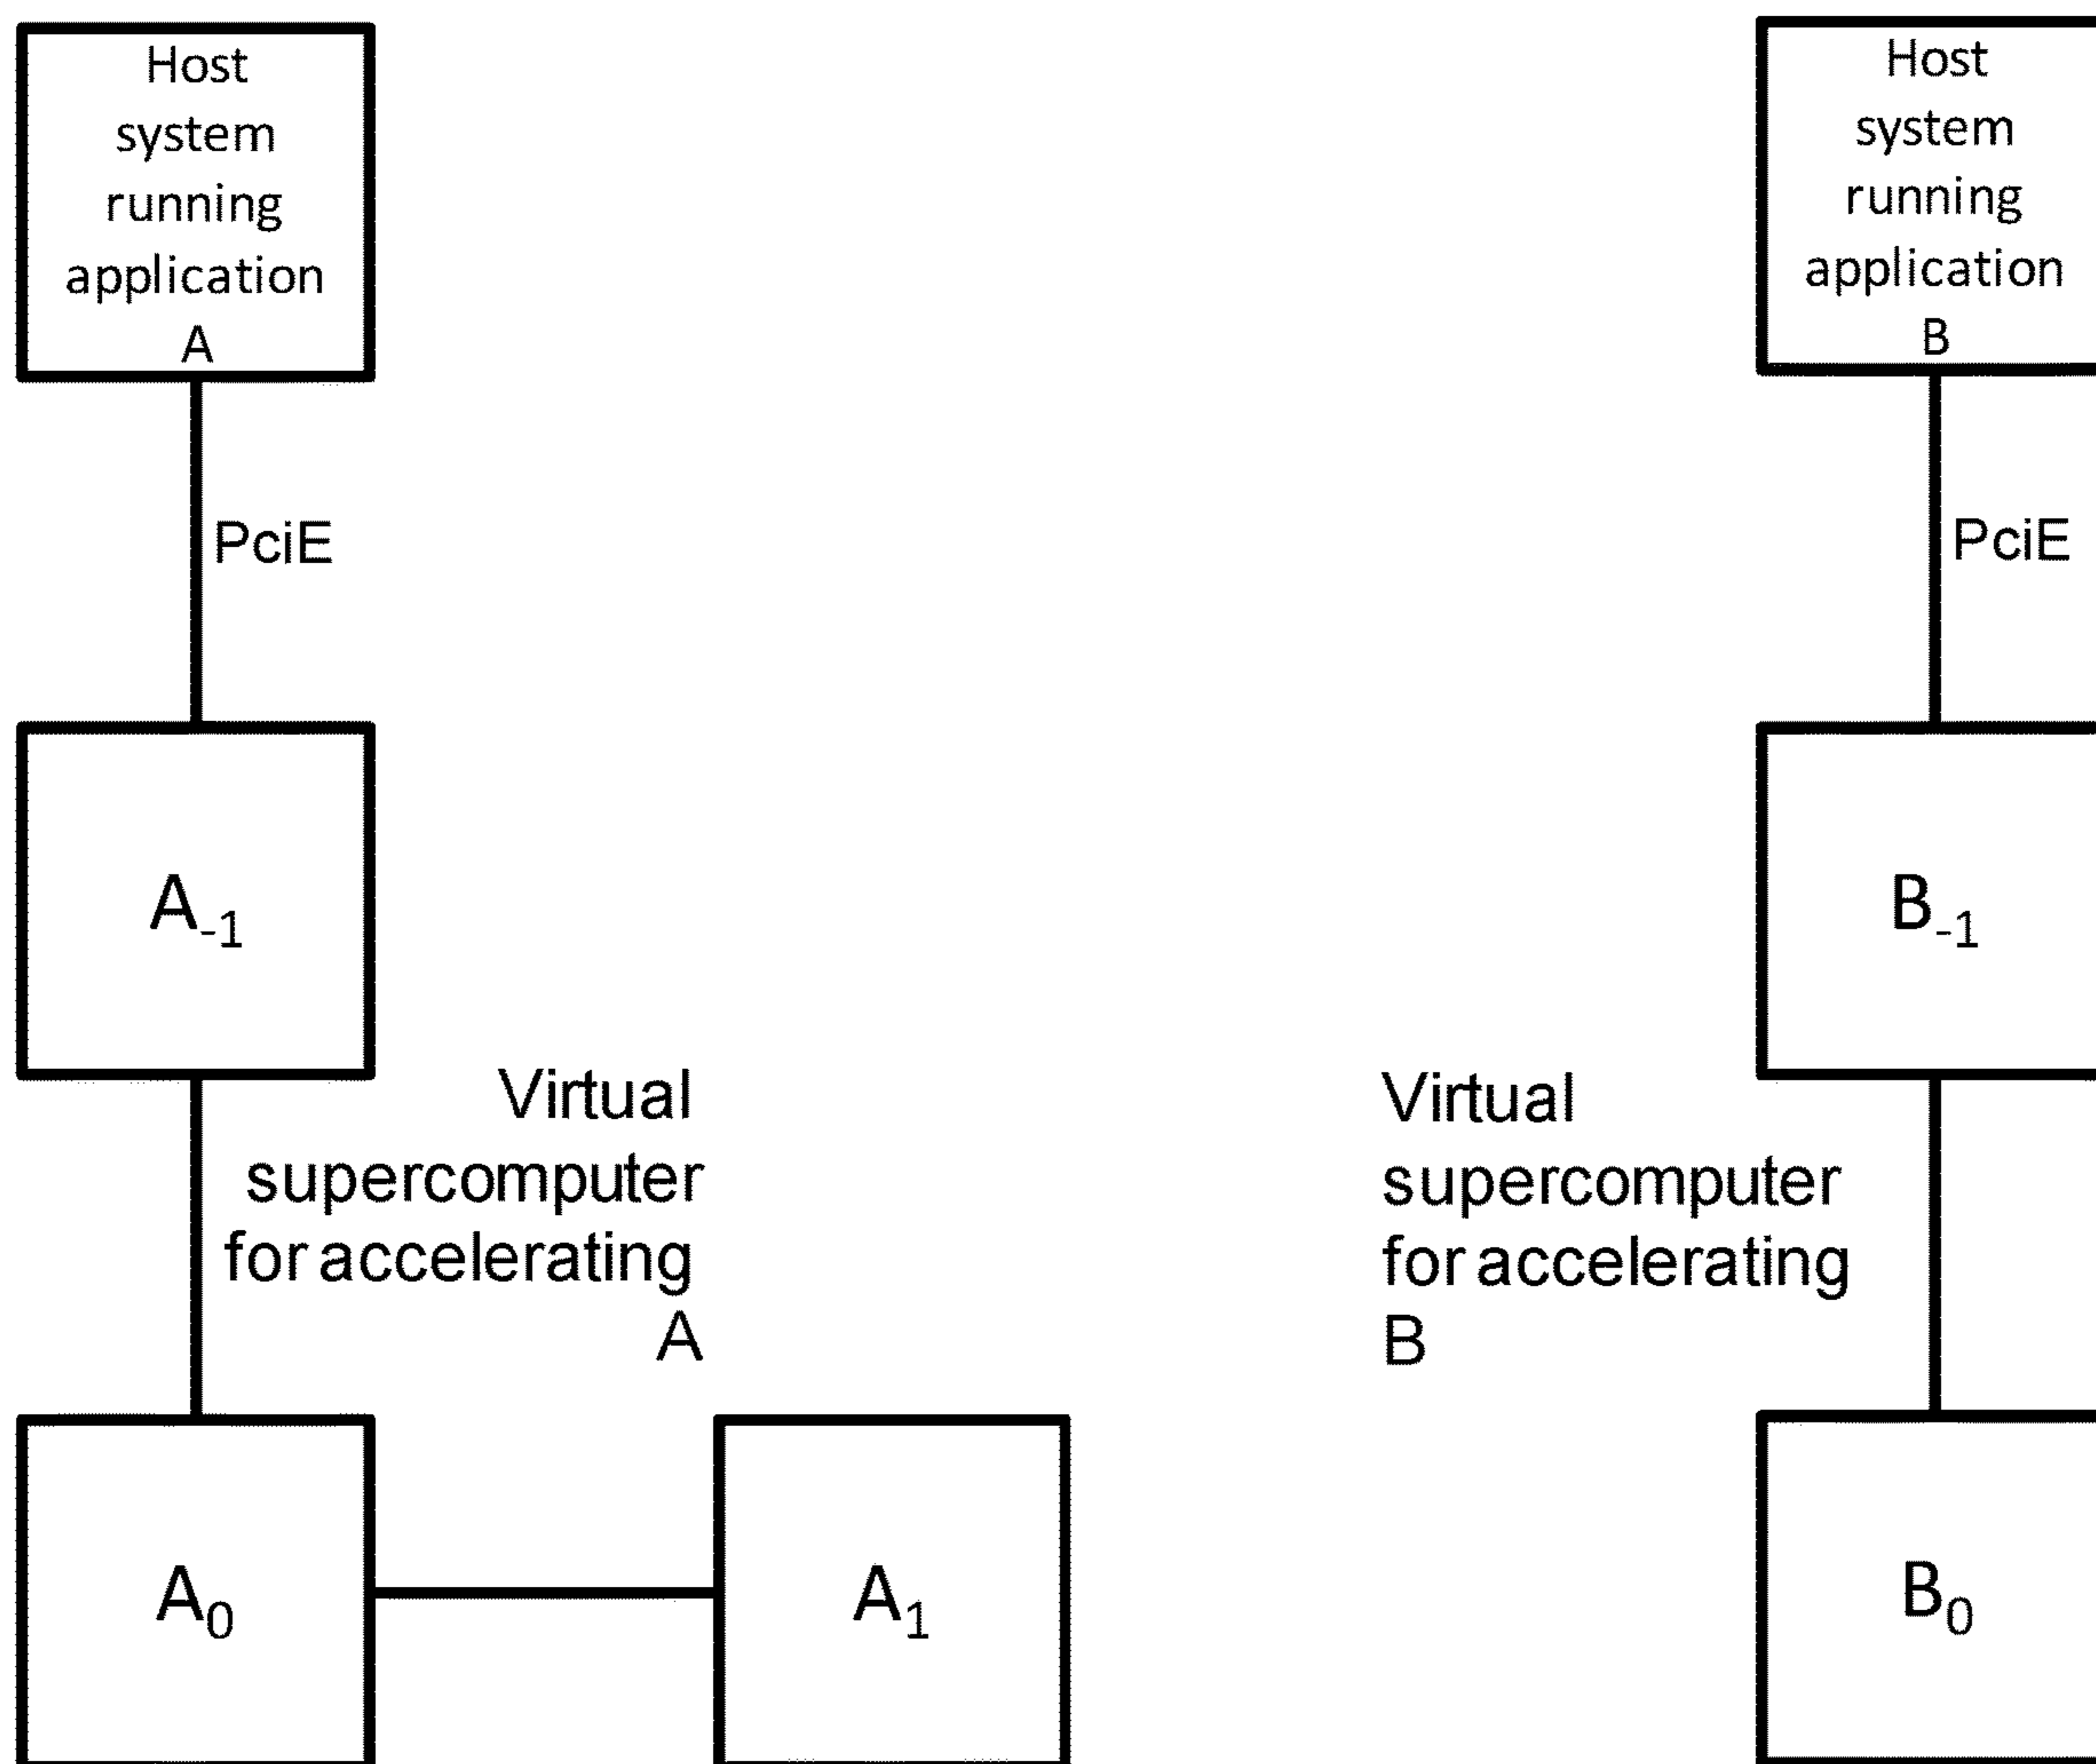 Host
system
running
application
A
PciE
A-1
Virtual
supercomputer
for accelerating
A
A0
A1
Host
system
running
application
B
PciE
B-1
Virtual
supercomputer
for accelerating
B
B0